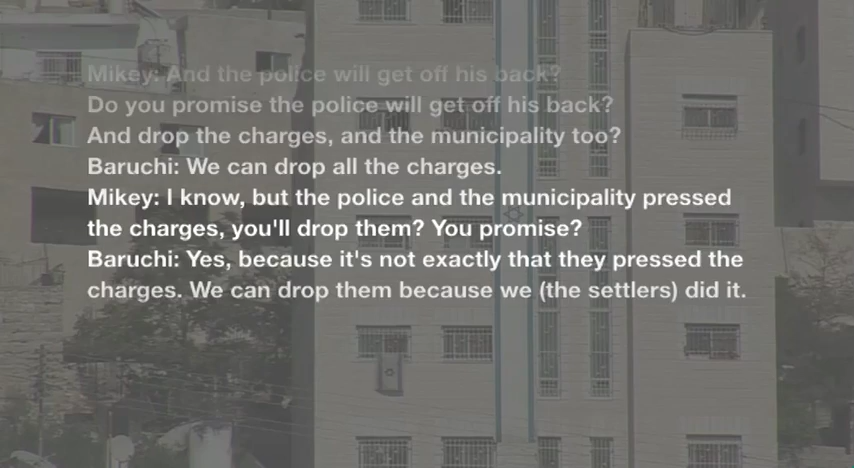 Mikey: And the police will get off his back?
Do you promise the police will get off his back?
And drop the charges, and the municipality too?
Baruchi: We can drop all the charges.
Mikey: I know, but the police and the municipality pressed
the charges, you'll drop them? You promise?
Baruchi: Yes, because it's not exactly that they pressed the
charges. We can drop them because we (the settlers) did it.